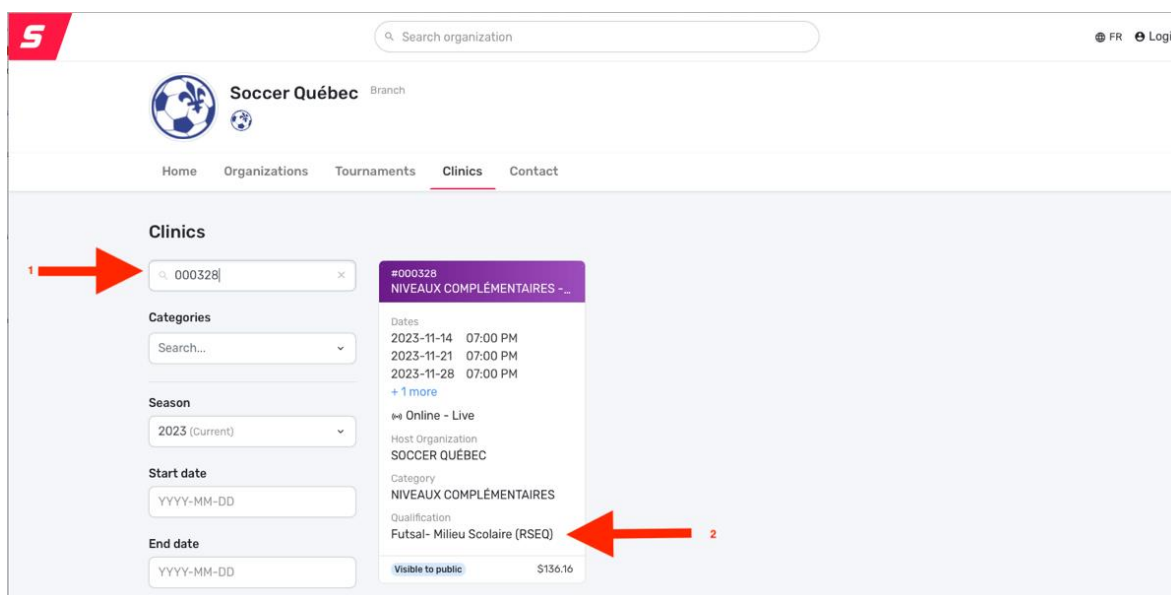 S
Search organization
FR Logi
Soccer Québec Branch
Home Organizations Tournaments Clinics Contact
Clinics
1
000328
Categories
Search...
Season
2023 (Current)
Start date
YYYY-MM-DD
End date
YYYY-MM-DD
#000328
NIVEAUX COMPLÉMENTAIRES -...
Dates
2023-11-14 07:00 PM
2023-11-21 07:00 PM
2023-11-28 07:00 PM
+ 1 more
Online - Live
Host Organization
SOCCER QUÉBEC
Category
NIVEAUX COMPLÉMENTAIRES
Qualification
Futsal- Milieu Scolaire (RSEQ)
2
Visible to public $136.16